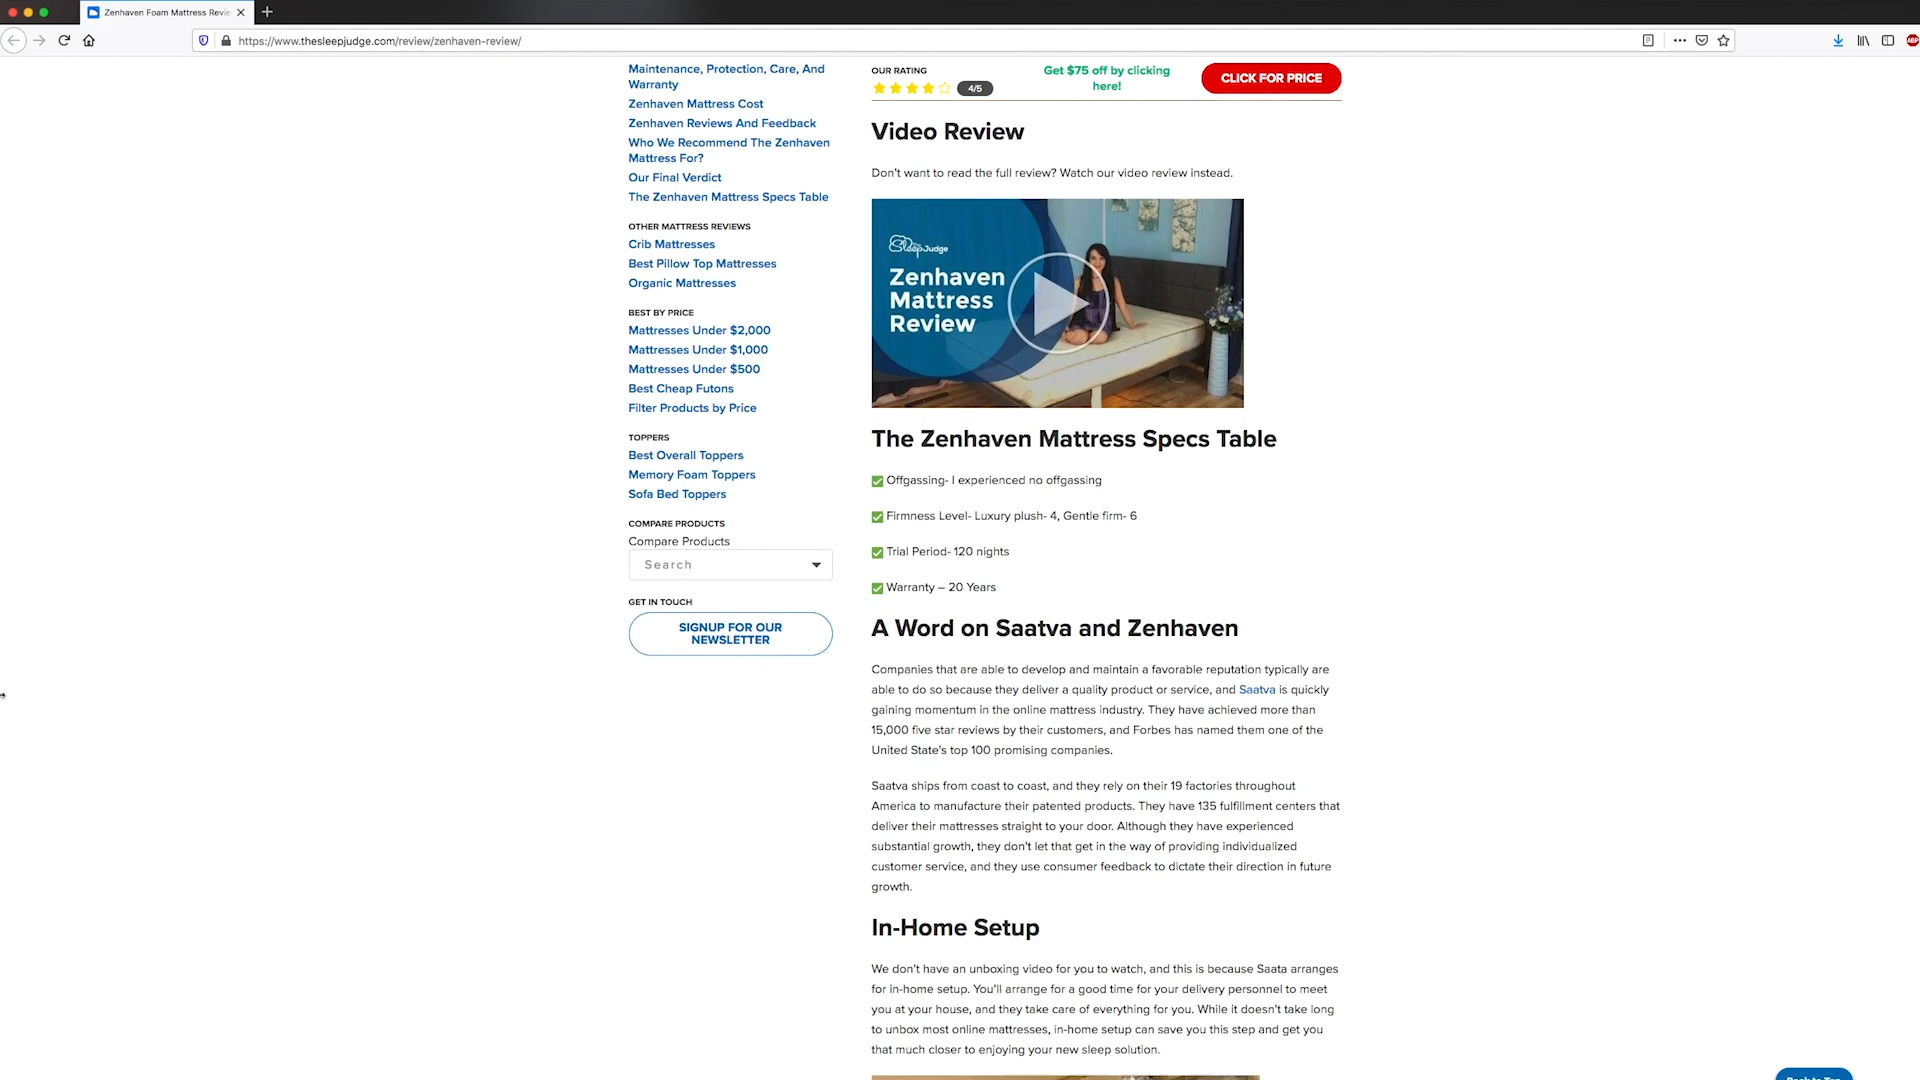 Zenhaven Foam Mattress Revie
https://www.thesleepjudge.com/review/zenhaven-review/
ABP
Maintenance, Protection, Care, And
Warranty
Zenhaven Mattress Cost
Zenhaven Reviews And Feedback
Who We Recommend The Zenhaven
Mattress For?
Our Final Verdict
The Zenhaven Mattress Specs Table
OTHER MATTRESS REVIEWS
Crib Mattresses
Best Pillow Top Mattresses
Organic Mattresses
BEST BY PRICE
Mattresses Under $2,000
Mattresses Under $1,000
Mattresses Under $500
Best Cheap Futons
Filter Products by Price
TOPPERS
Best Overall Toppers
Memory Foam Toppers
Sofa Bed Toppers
COMPARE PRODUCTS
Compare Products
Search
GET IN TOUCH
SIGNUP FOR OUR
NEWSLETTER
OUR RATING
4/5
Get $75 off by clicking
here!
CLICK FOR PRICE
Video Review
Don't want to read the full review? Watch our video review instead.
SleepJudge
Zenhaven
Mattress
Review
The Zenhaven Mattress Specs Table
Offgassing- I experienced no offgassing
Firmness Level- Luxury plush- 4, Gentle firm- 6
Trial Period- 120 nights
Warranty – 20 Years
A Word on Saatva and Zenhaven
Companies that are able to develop and maintain a favorable reputation typically are
able to do so because they deliver a quality product or service, and Saatva is quickly
gaining momentum in the online mattress industry. They have achieved more than
15,000 five star reviews by their customers, and Forbes has named them one of the
United State's top 100 promising companies.
Saatva ships from coast to coast, and they rely on their 19 factories throughout
America to manufacture their patented products. They have 135 fulfillment centers that
deliver their mattresses straight to your door. Although they have experienced
substantial growth, they don't let that get in the way of providing individualized
customer service, and they use consumer feedback to dictate their direction in future
growth.
In-Home Setup
We don't have an unboxing video for you to watch, and this is because Saata arranges
for in-home setup. You'll arrange for a good time for your delivery personnel to meet
you at your house, and they take care of everything for you. While it doesn't take long
to unbox most online mattresses, in-home setup can save you this step and get you
that much closer to enjoying your new sleep solution.